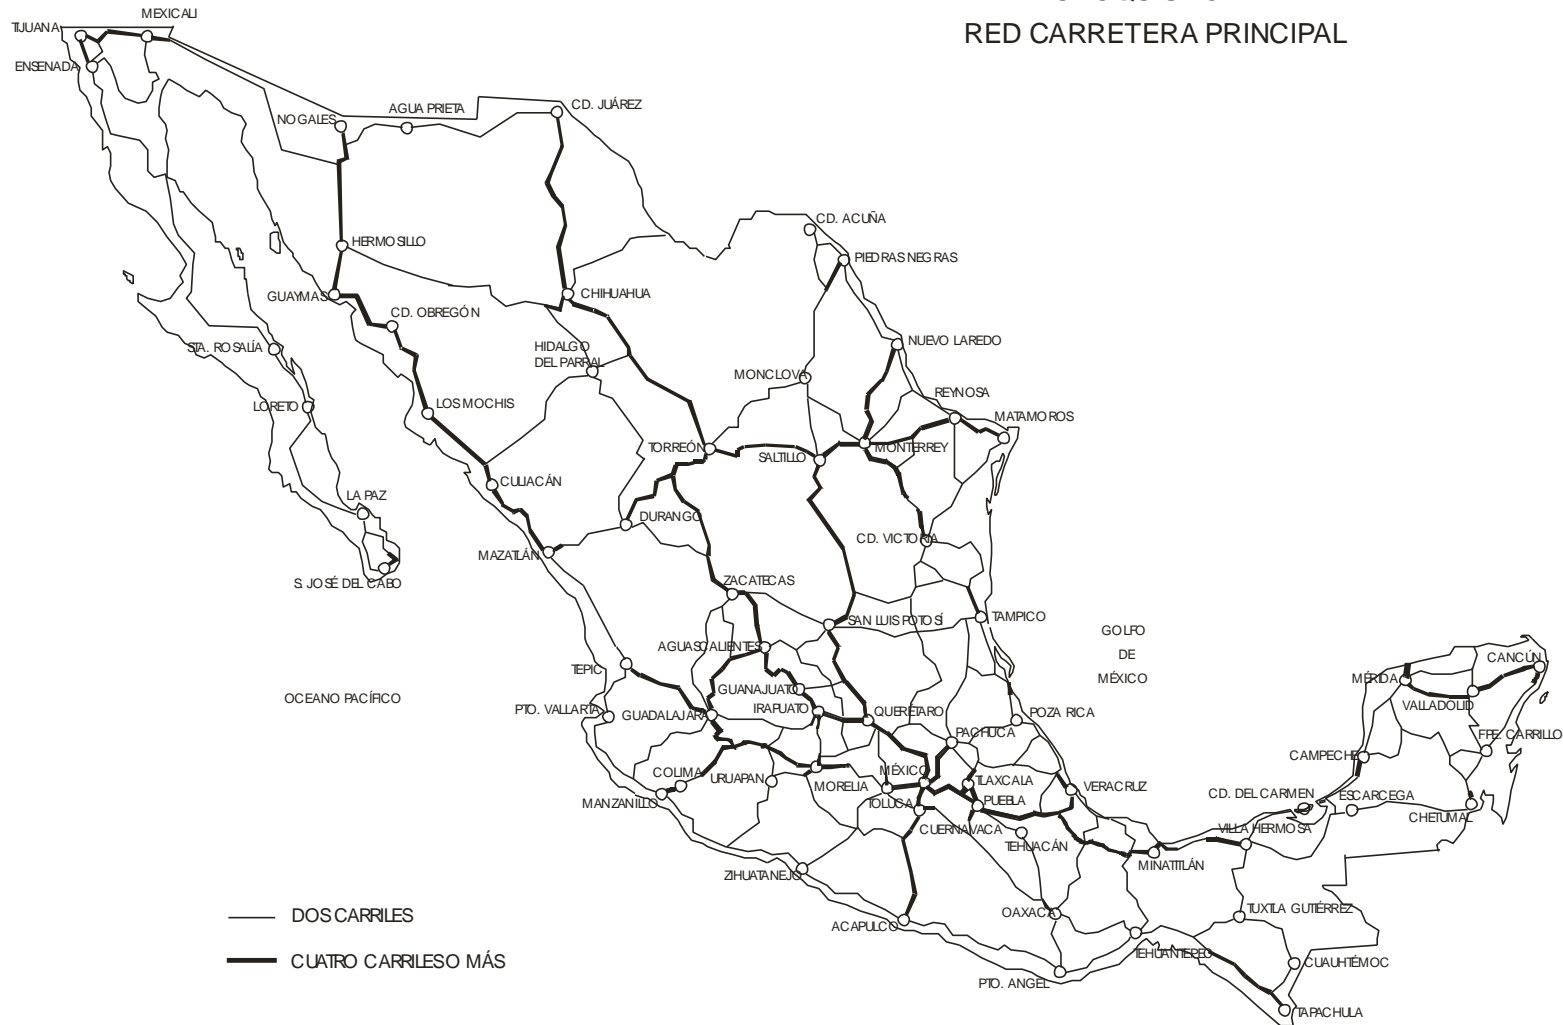 RED CARRETERA PRINCIPAL
MEXICALI
TIJUANA
ENSENADA
NOGALES
AGUA PRIETA
CD. JUÁREZ
CD. ACUÑA
HERMOSILLO
PIEDRAS NEGRAS
GUAYMAS
CHIHUAHUA
CD. OBREGÓN
STA. ROSALÍA
HIDALGO
DEL PARRAL
NUEVO LAREDO
MONCLOVA
REYNOSA
LORETO
LOS MOCHIS
MATAMOROS
TORREÓN
SALTILLO
MONTERREY
CULIACÁN
LA PAZ
DURANGO
CD. VICTORIA
MAZATLÁN
S. JOSÉ DEL CABO
ZACATECAS
SAN LUIS POTOSÍ
TAMPICO
GOLFO
DE
MÉXICO
AGUASCALIENTES
TEPIC
CANCÚN
MÉRIDA
OCEANO PACÍFICO
GUANAJUATO
VALLADOLID
PTO. VALLARTA
GUADALAJARA
IRAPUATO
QUERÉTARO
POZA RICA
PACHUCA
FPE. CARRILLO
CAMPECHE
COLIMA
URUAPAN
MORELIA
MÉXICO
TLAXCALA
VERACRUZ
MANZANILLO
TOLUCA
PUEBLA
CD. DEL CARMEN
ESCARCEGA
CHETUMAL
CUERNAVACA
TEHUACÁN
VILLA HERMOSA
MINATITLÁN
ZIHUATANEJO
DOS CARRILES
ACAPULCO
OAXACA
TUXTLA GUTIÉRREZ
CUATRO CARRILES O MÁS
TEHUANTEPEC
CUAUHTÉMOC
PTO. ANGEL
TAPACHULA